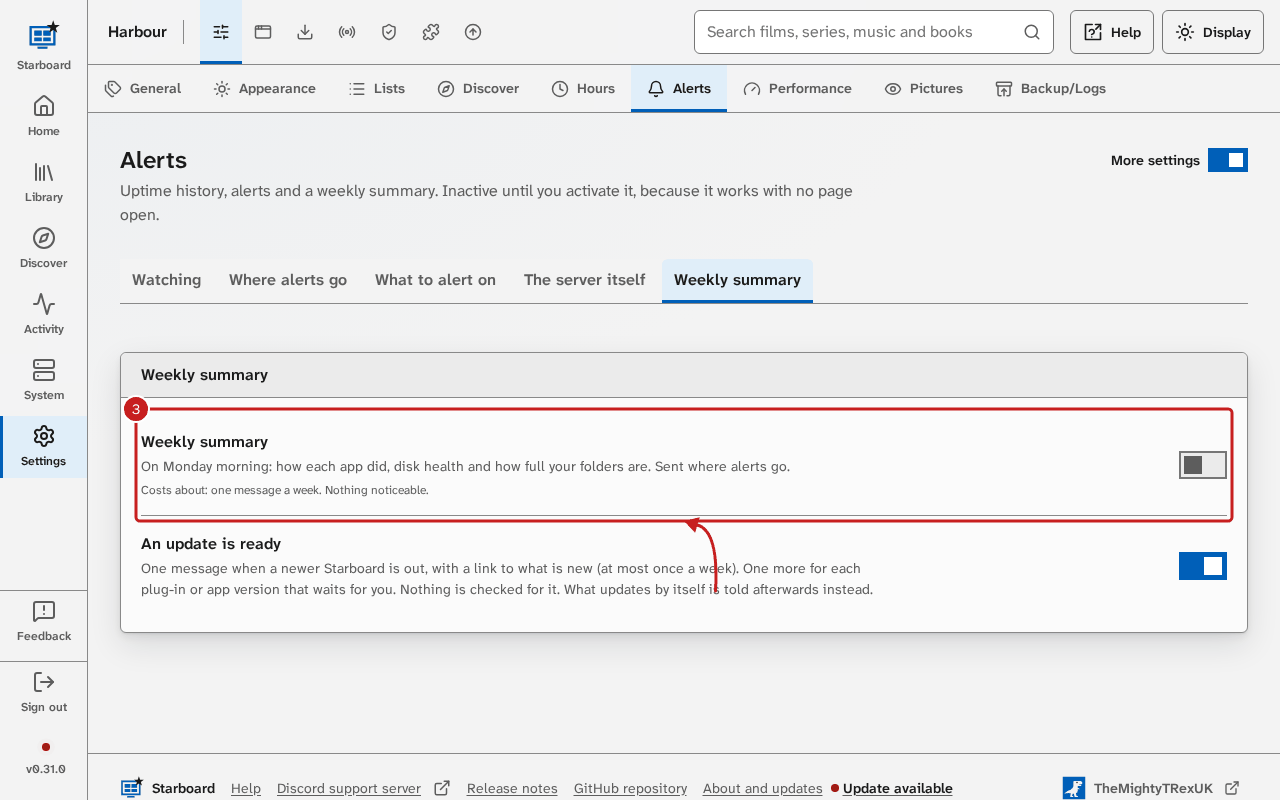 Starboard
Home
Library
Discover
Activity
System
Settings
Feedback
Sign out
v0.31.0
Harbour
Search films, series, music and books
Help
Display
General
Appearance
Lists
Discover
Hours
Alerts
Performance
Pictures
Backup/Logs
Alerts
More settings
Uptime history, alerts and a weekly summary. Inactive until you activate it, because it works with no page
open.
Watching
Where alerts go
What to alert on
The server itself
Weekly summary
Weekly summary
3
Weekly summary
On Monday morning: how each app did, disk health and how full your folders are. Sent where alerts go.
Costs about: one message a week. Nothing noticeable.
An update is ready
One message when a newer Starboard is out, with a link to what is new (at most once a week). One more for each
plug-in or app version that waits for you. Nothing is checked for it. What updates by itself is told afterwards instead.
Starboard
Help
Discord support server
Release notes
GitHub repository
About and updates
Update available
TheMightyTRexUK